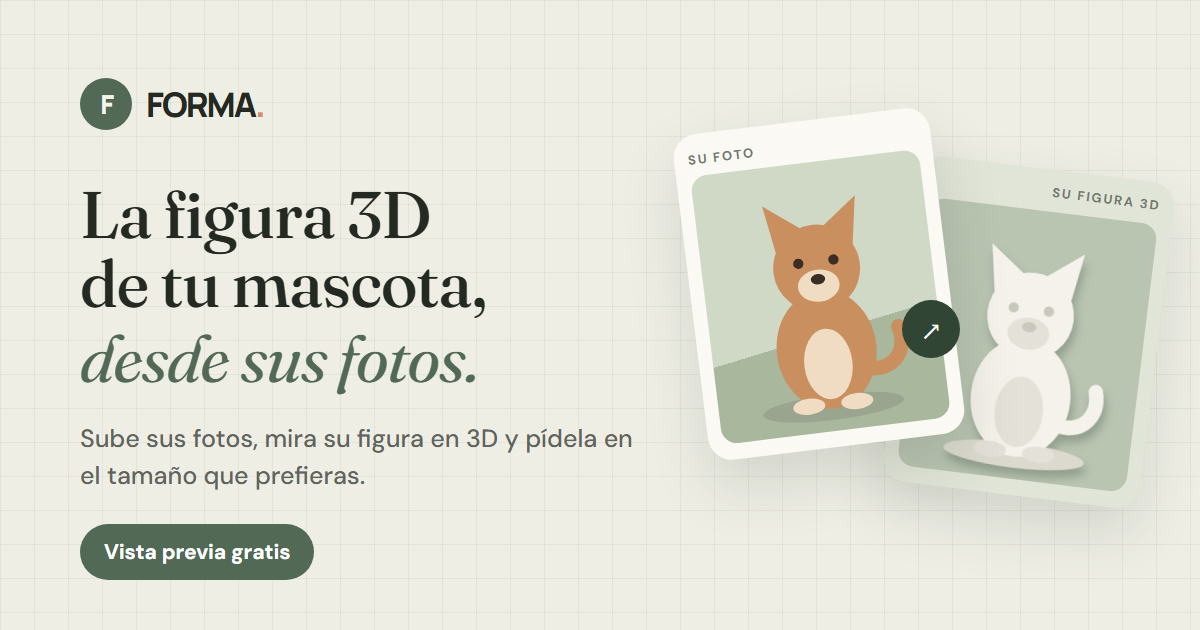 F
FORMA.
La figura 3D
de tu mascota,
desde sus fotos.
Sube sus fotos, mira su figura en 3D y pídela en
el tamaño que prefieras.
Vista previa gratis
SU FOTO
SU FIGURA 3D